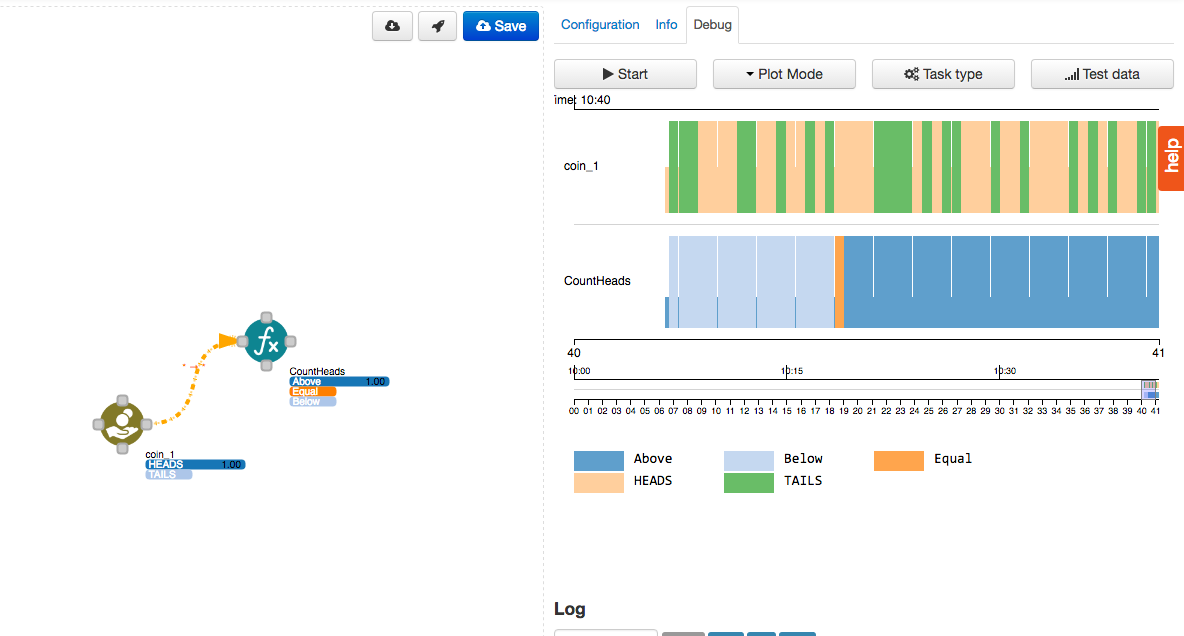 Save
Configuration Info Debug
Start Plot Mode Task type Test data
ime: 10:40
help
coin_1
CountHeads
40 41
10:00 10:15 10:30
00 01 02 03 04 05 06 07 08 09 10 11 12 13 14 15 16 17 18 19 20 21 22 23 24 25 26 27 28 29 30 31 32 33 34 35 36 37 38 39 40 41
Above Below Equal
HEADS TAILS
fx
CountHeads
Above 1.00
Equal
Below
coin_1
HEADS 1.00
TAILS
Log